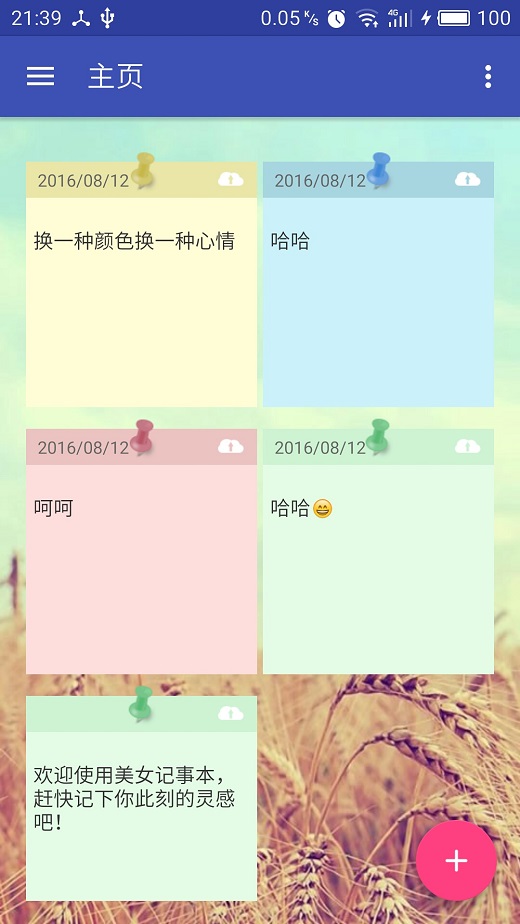 21:39 0.05 K/s 4G 100
主页
2016/08/12
换一种颜色换一种心情
2016/08/12
哈哈
2016/08/12
呵呵
2016/08/12
哈哈😄
欢迎使用美女记事本，
赶快记下你此刻的灵感
吧！